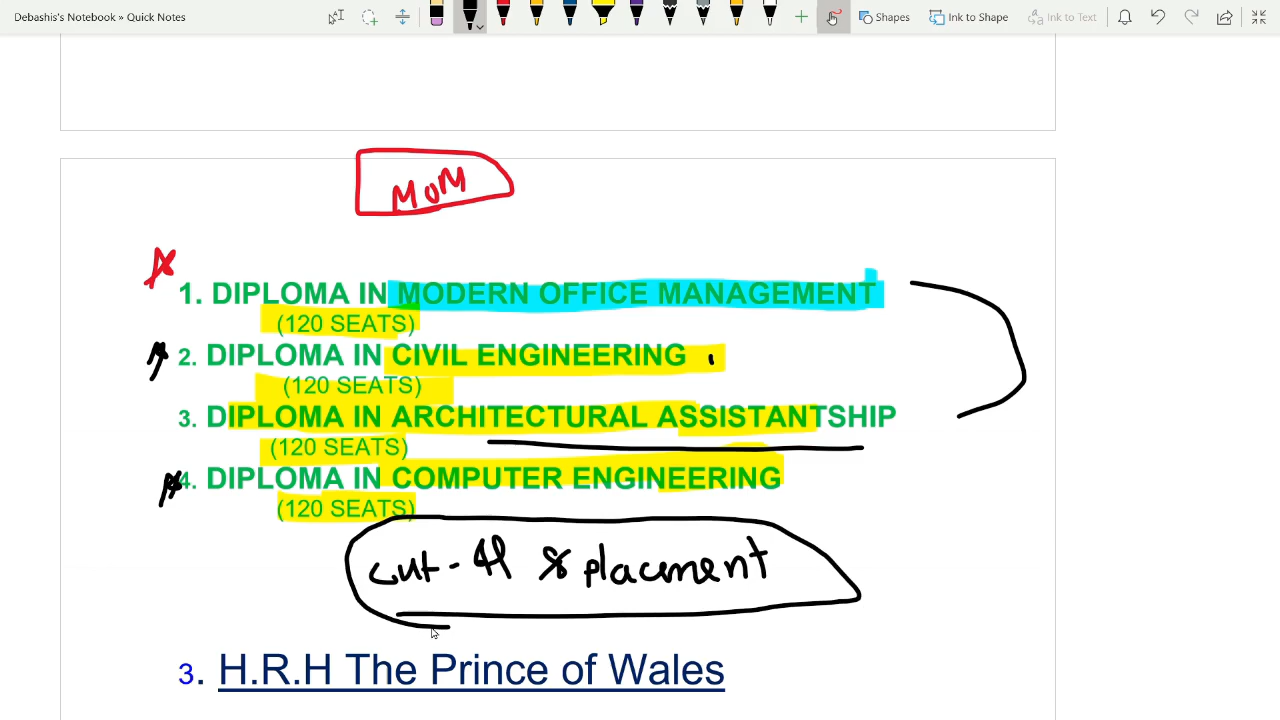 Debashis's Notebook » Quick Notes
Shapes
Ink to Shape
Ink to Text
MOM
1. DIPLOMA IN MODERN OFFICE MANAGEMENT
(120 SEATS)
2. DIPLOMA IN CIVIL ENGINEERING
(120 SEATS)
3. DIPLOMA IN ARCHITECTURAL ASSISTANTSHIP
(120 SEATS)
4. DIPLOMA IN COMPUTER ENGINEERING
(120 SEATS)
cut-off & placement
3. H.R.H The Prince of Wales